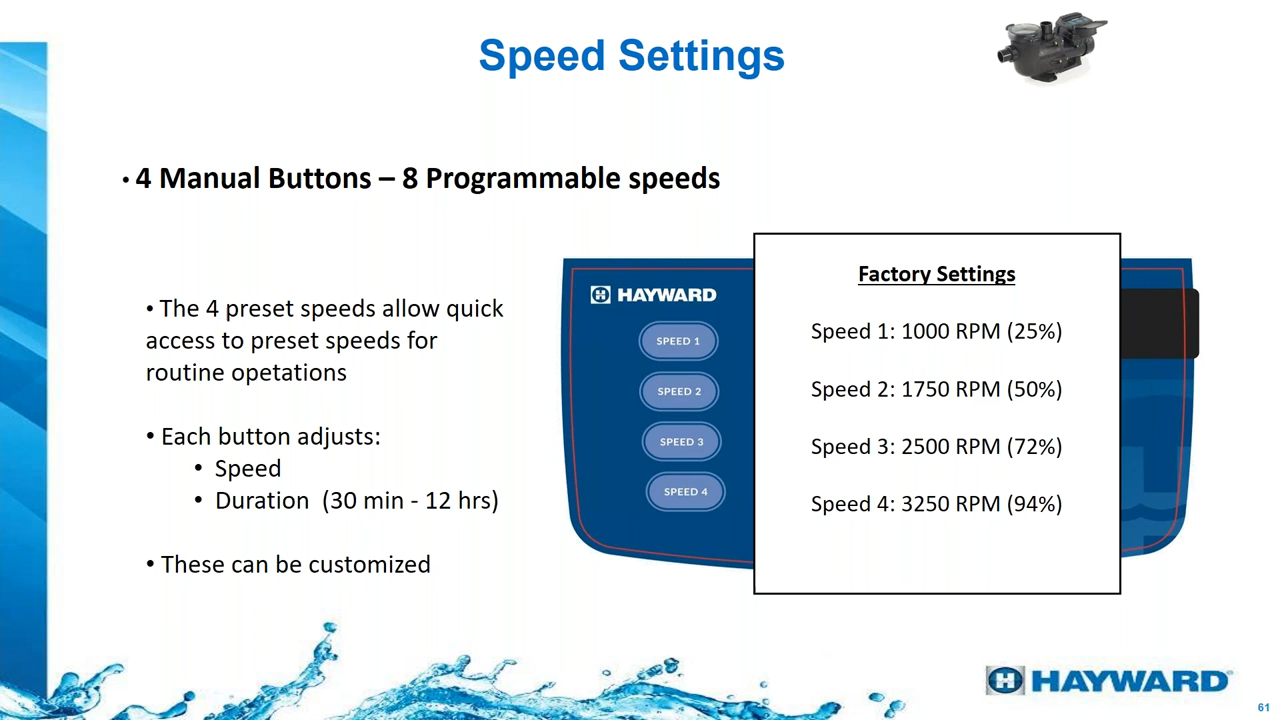 Speed Settings
• 4 Manual Buttons – 8 Programmable speeds
• The 4 preset speeds allow quick
access to preset speeds for
routine opetations
• Each button adjusts:
• Speed
• Duration (30 min - 12 hrs)
• These can be customized
HAYWARD
SPEED 1
SPEED 2
SPEED 3
SPEED 4
Factory Settings
Speed 1: 1000 RPM (25%)
Speed 2: 1750 RPM (50%)
Speed 3: 2500 RPM (72%)
Speed 4: 3250 RPM (94%)
HAYWARD®
61